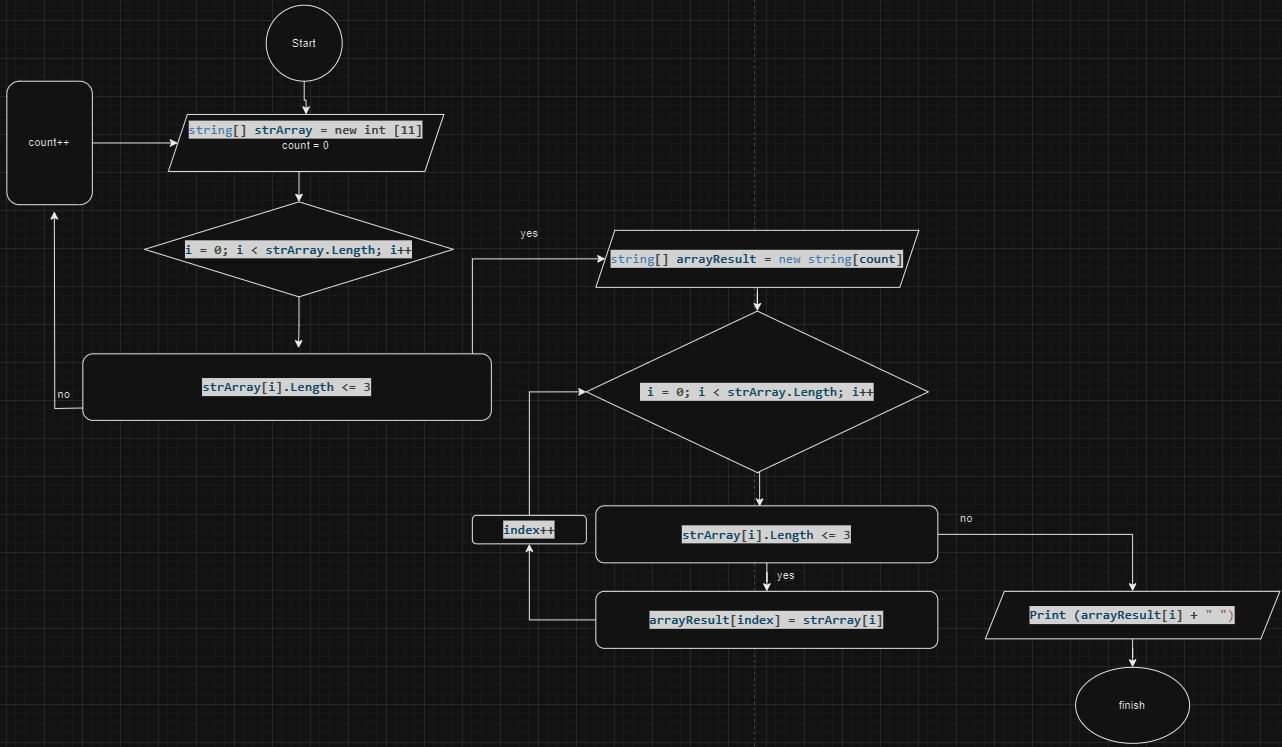 Start
count++
string[] strArray = new int [11]
count = 0
i = 0; i < strArray.Length; i++
strArray[i].Length <= 3
no
yes
string[] arrayResult = new string[count]
i = 0; i < strArray.Length; i++
index++
strArray[i].Length <= 3
no
yes
arrayResult[index] = strArray[i]
Print (arrayResult[i] + " ")
finish